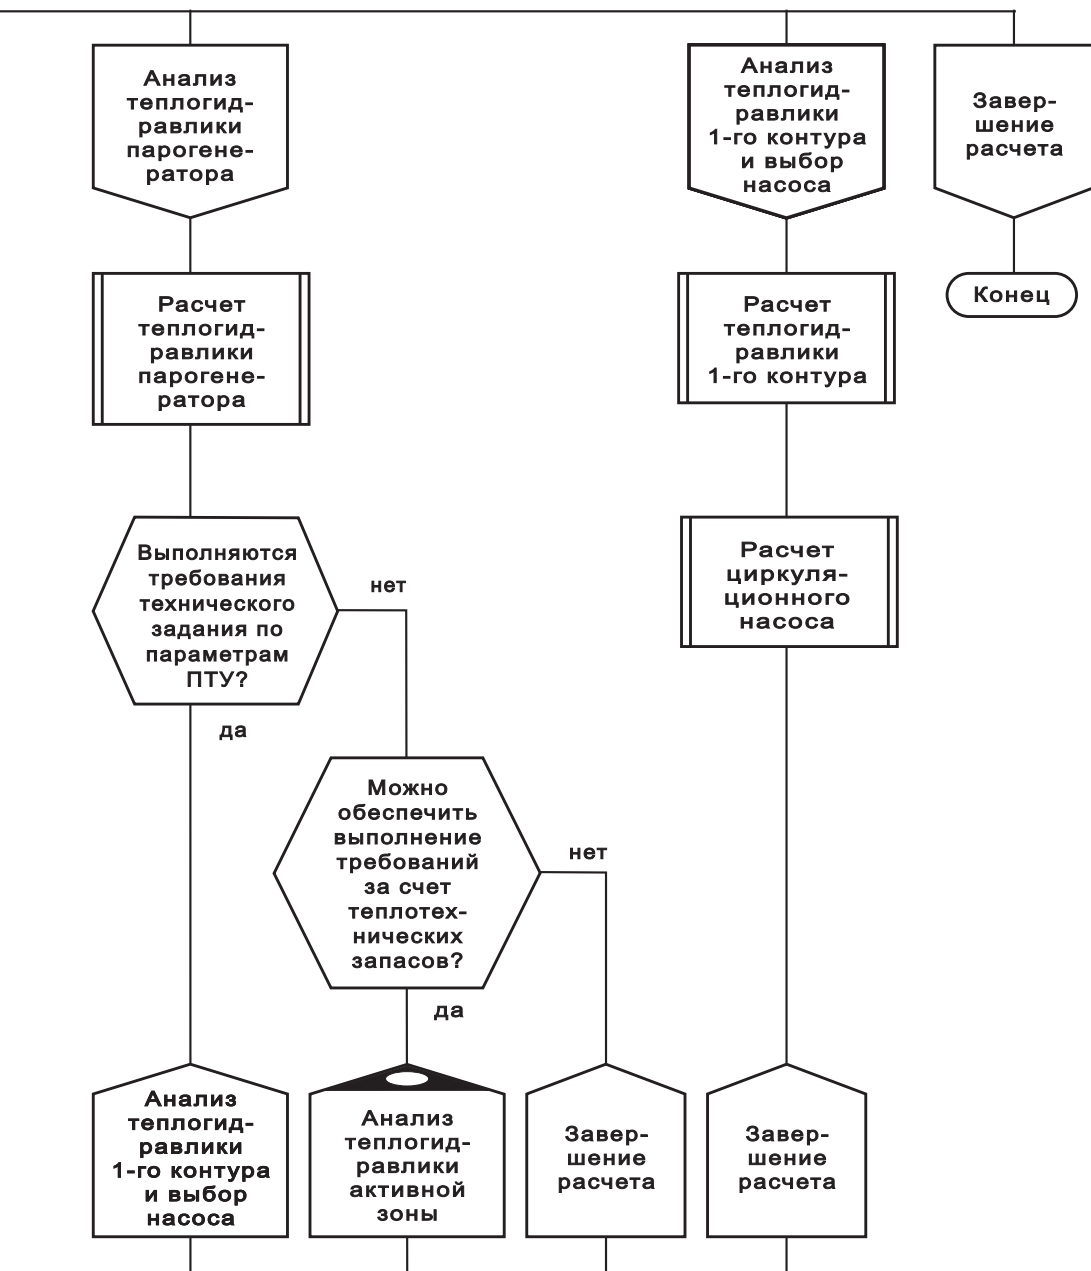 Анализ
теплогид-
равлики
парогене-
ратора
Расчет
теплогид-
равлики
парогене-
ратора
Выполняются
требования
технического
задания по
параметрам
ПТУ?
нет
да
Можно
обеспечить
выполнение
требований
за счет
теплотех-
нических
запасов?
нет
да
Анализ
теплогид-
равлики
1-го контура
и выбор
насоса
Анализ
теплогид-
равлики
активной
зоны
Завер-
шение
расчета
Анализ
теплогид-
равлики
1-го контура
и выбор
насоса
Расчет
теплогид-
равлики
1-го контура
Расчет
циркуля-
ционного
насоса
Завер-
шение
расчета
Завер-
шение
расчета
Конец